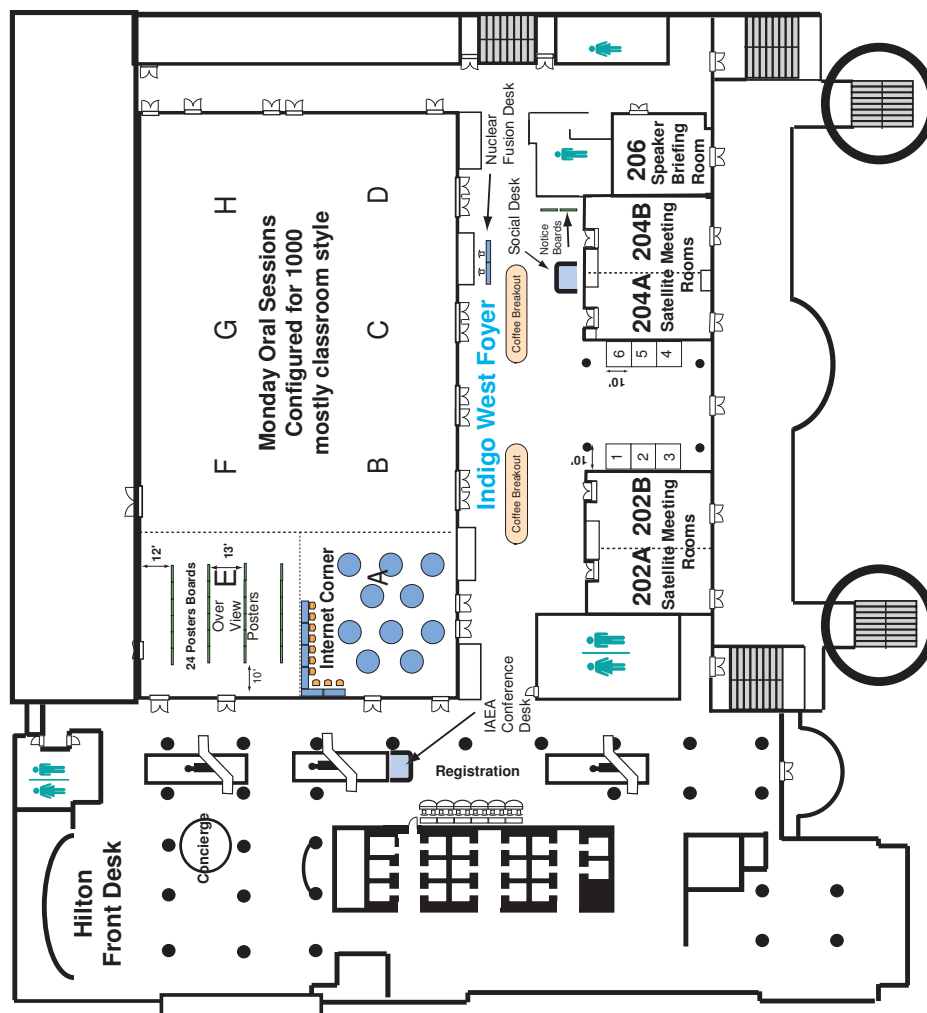 Hilton
Front Desk
Concierge
Registration
IAEA
Conference
Desk
24 Posters Boards
12'
13'
10'
E
Over
View
Posters
Internet Corner
A
Monday Oral Sessions
Configured for 1000
mostly classroom style
F
G
H
B
C
D
Indigo West Foyer
Coffee Breakout
Coffee Breakout
Nuclear
Fusion Desk
Social Desk
Notice
Boards
202A
202B
Satellite Meeting
Rooms
10'
1
2
3
10'
6
5
4
204A
204B
Satellite Meeting
Rooms
206
Speaker
Briefing
Room